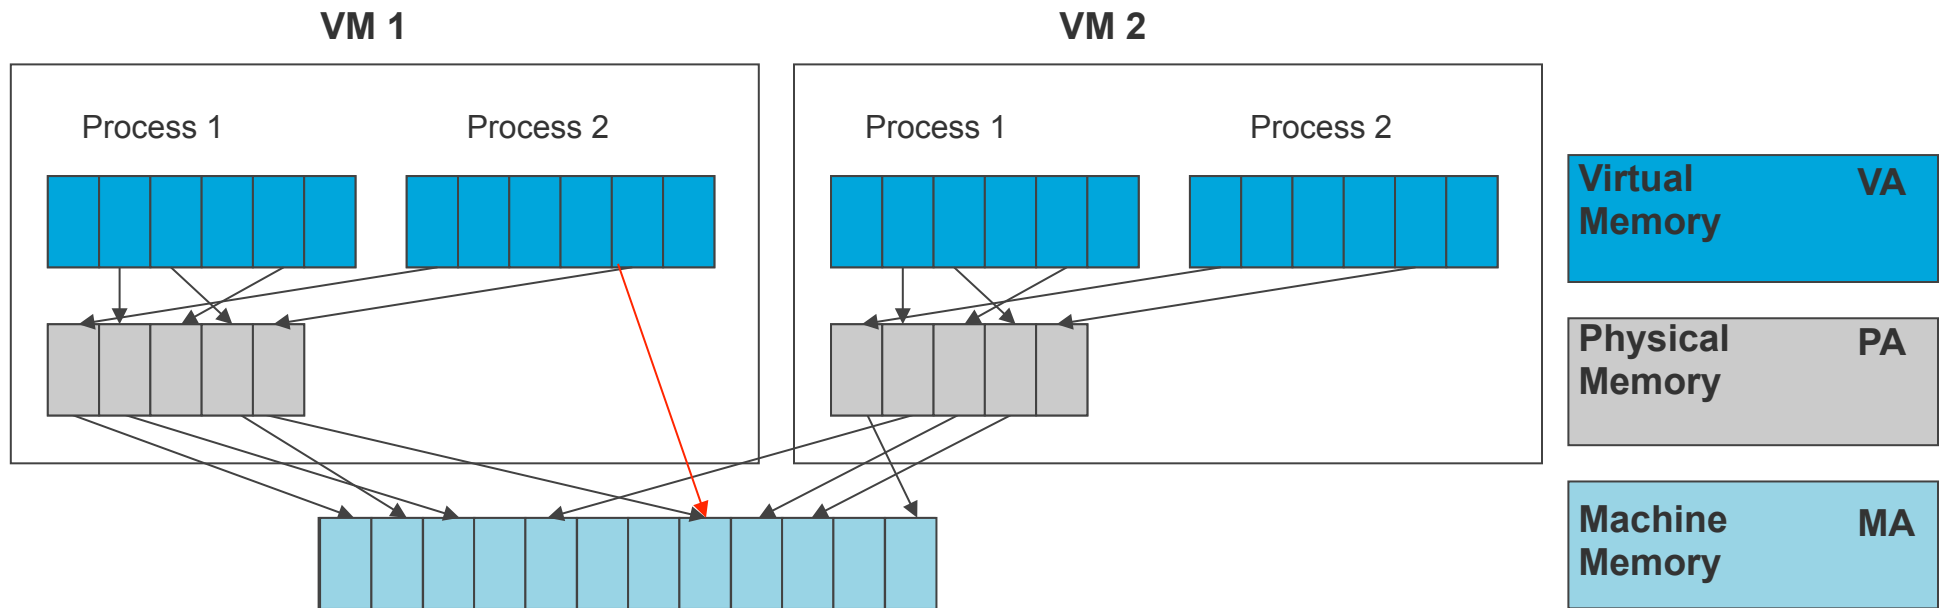 VM 1
VM 2
Process 1
Process 2
Process 1
Process 2
Virtual VA
Memory
Physical PA
Memory
Machine MA
Memory